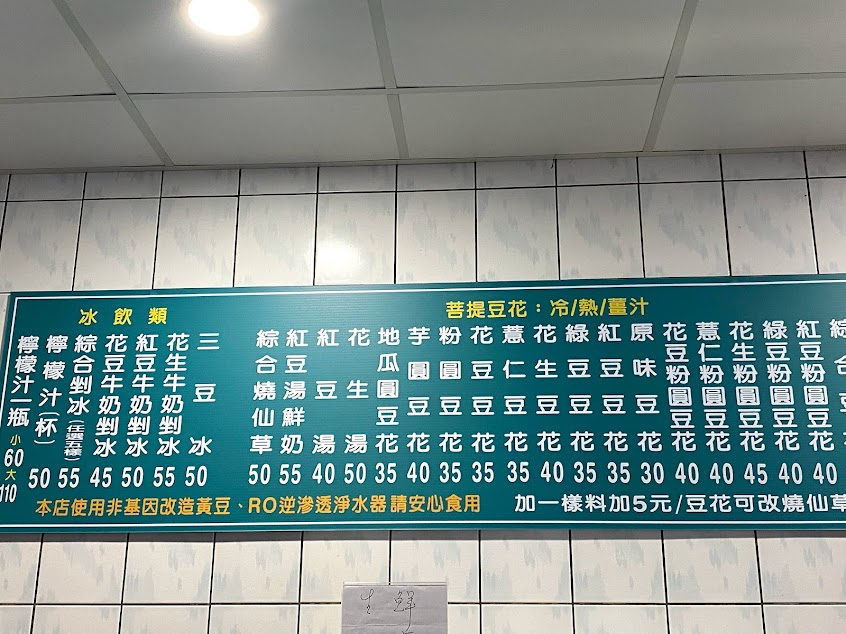 菩提豆花：冷/熱/薑汁
紅豆粉圓豆花 40
綠豆粉圓豆花 40
花生粉圓豆花 45
薏仁粉圓豆花 40
花豆粉圓豆花 40
原味豆花 30
紅豆豆花 35
綠豆豆花 35
花生豆花 40
薏仁豆花 35
花豆豆花 35
粉圓豆花 35
芋圓豆花 35
地瓜圓豆花 35
花生湯 50
紅豆湯 40
紅豆湯鮮奶 55
綜合燒仙草 50
冰飲類
三豆冰 50
花生牛奶剉冰 55
紅豆牛奶剉冰 50
花豆牛奶剉冰 45
綜合剉冰(任選五樣) 55
檸檬汁(杯) 50
檸檬汁一瓶 小60 大110
本店使用非基因改造黃豆、RO逆滲透淨水器請安心食用
加一樣料加5元/豆花可改燒仙草
生鮮